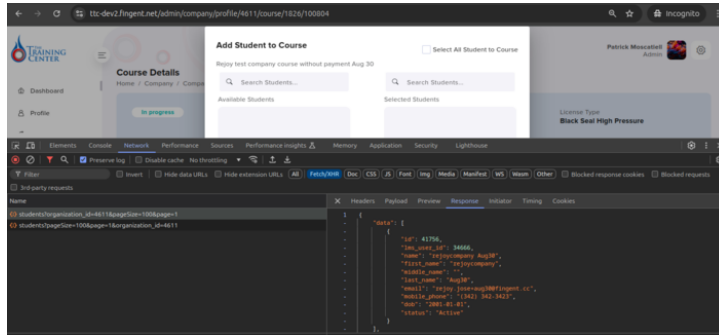 ttc-dev2.fingent.net/admin/company/profile/4611/course/1826/100804
Incognito
The
TRAINING
CENTER
Add Student to Course
Select All Student to Course
Rejoy test company course without payment Aug 30
Search Students...
Search Students...
Available Students
Selected Students
Patrick Moscatiell
Admin
Course Details
Home / Company / Compa
Dashboard
Profile
In progress
License Type
Black Seal High Pressure
Elements Console Network Performance Sources Performance insights Memory Application Security Lighthouse
Preserve log Disable cache No throttling
Filter Invert Hide data URLs Hide extension URLs All Fetch/XHR Doc CSS JS Font Img Media Manifest WS Wasm Other Blocked response cookies Blocked requests
3rd-party requests
Name
Headers Payload Preview Response Initiator Timing Cookies
students?organization_id=4611&pageSize=100&page=1
students?pageSize=100&page=1&organization_id=4611
1 {
"data": [
{
"id": 41756,
"lms_user_id": 34666,
"name": "rejoycompany Aug30",
"first_name": "rejoycompany",
"middle_name": "",
"last_name": "Aug30",
"email": "rejoy.jose+aug30@fingent.cc",
"mobile_phone": "(342) 342-3423",
"dob": "2001-01-01",
"status": "Active"
}
],